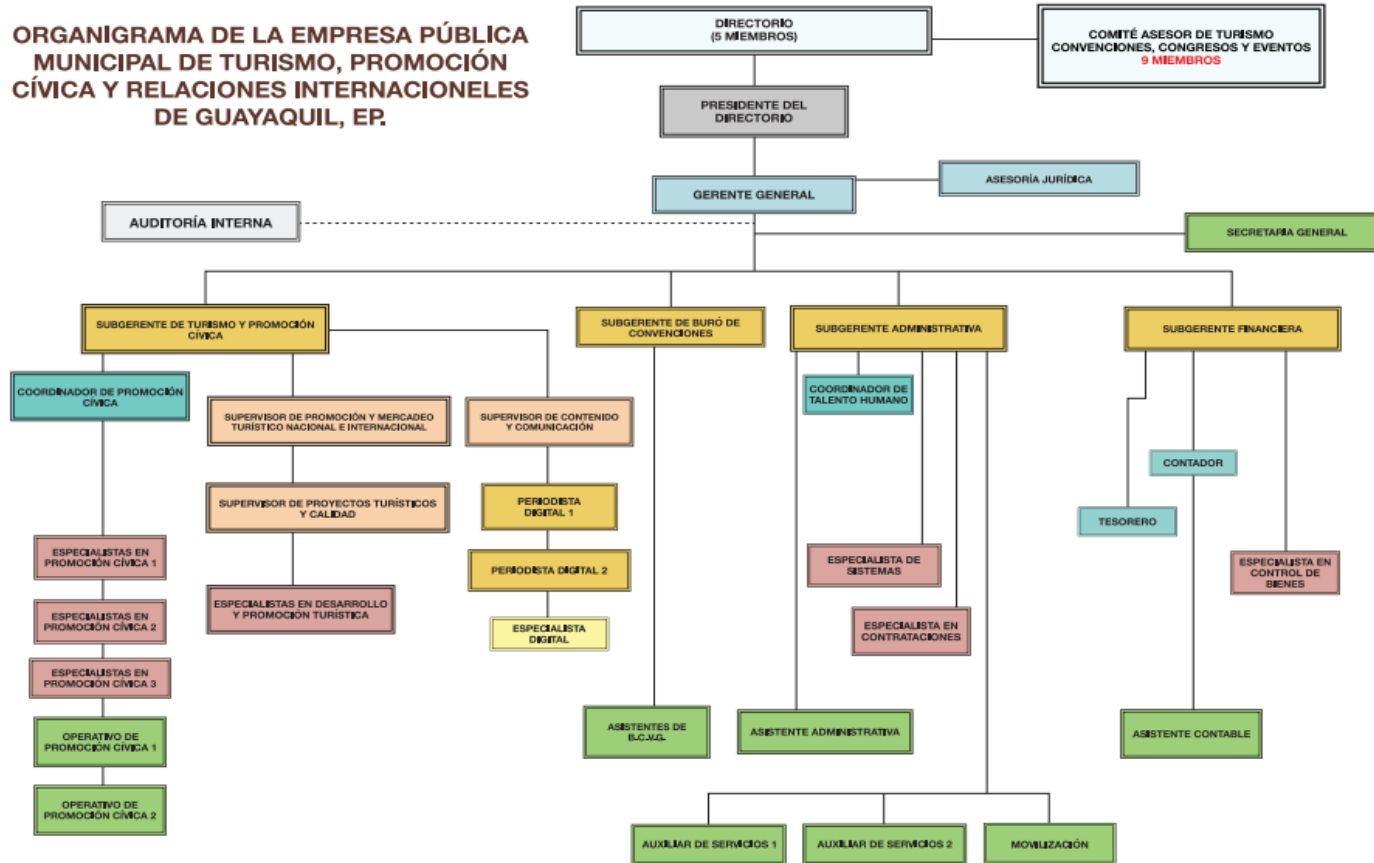 ORGANIGRAMA DE LA EMPRESA PÚBLICA
MUNICIPAL DE TURISMO, PROMOCIÓN
CÍVICA Y RELACIONES INTERNACIONELES
DE GUAYAQUIL, EP.
DIRECTORIO
(5 MIEMBROS)
COMITÉ ASESOR DE TURISMO
CONVENCIONES, CONGRESOS Y EVENTOS
9 MIEMBROS
PRESIDENTE DEL
DIRECTORIO
GERENTE GENERAL
ASESORÍA JURÍDICA
AUDITORÍA INTERNA
SECRETARÍA GENERAL
SUBGERENTE DE TURISMO Y PROMOCIÓN
CÍVICA
SUBGERENTE DE BURÓ DE
CONVENCIONES
SUBGERENTE ADMINISTRATIVA
SUBGERENTE FINANCIERA
COORDINADOR DE PROMOCIÓN
CÍVICA
SUPERVISOR DE PROMOCIÓN Y MERCADEO
TURÍSTICO NACIONAL E INTERNACIONAL
SUPERVISOR DE CONTENIDO
Y COMUNICACIÓN
COORDINADOR DE
TALENTO HUMANO
CONTADOR
SUPERVISOR DE PROYECTOS TURÍSTICOS
Y CALIDAD
PERIODISTA
DIGITAL 1
TESORERO
ESPECIALISTAS EN
PROMOCIÓN CÍVICA 1
PERIODISTA DIGITAL 2
ESPECIALISTA DE
SISTEMAS
ESPECIALISTA EN
CONTROL DE
BIENES
ESPECIALISTAS EN
PROMOCIÓN CÍVICA 2
ESPECIALISTAS EN DESARROLLO
Y PROMOCIÓN TURÍSTICA
ESPECIALISTA
DIGITAL
ESPECIALISTA EN
CONTRATACIONES
ESPECIALISTAS EN
PROMOCIÓN CÍVICA 3
OPERATIVO DE
PROMOCIÓN CÍVICA 1
ASISTENTES DE
B.C.V.G.
ASISTENTE ADMINISTRATIVA
ASISTENTE CONTABLE
OPERATIVO DE
PROMOCIÓN CÍVICA 2
AUXILIAR DE SERVICIOS 1
AUXILIAR DE SERVICIOS 2
MOVILIZACIÓN